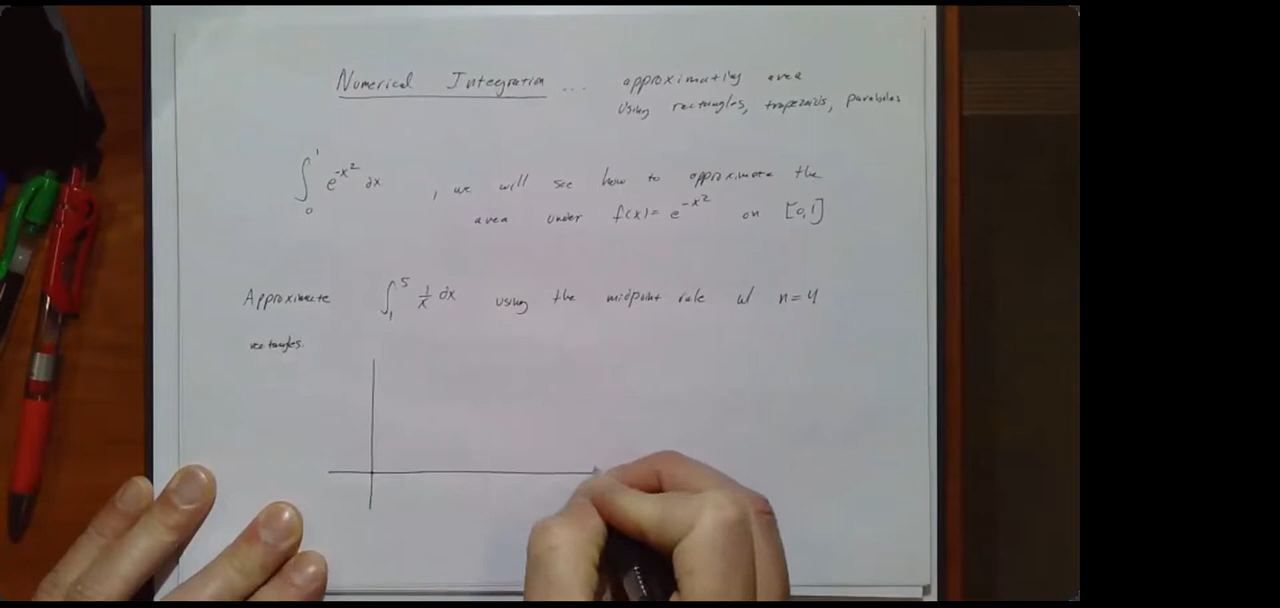 Numerical Integration ... approximating area
using rectangles, trapezoids, parabolas
∫₀¹ e^{-x²} dx , we will see how to approximate the
area under f(x) = e^{-x²} on [0,1]
Approximate ∫₁⁵ 1/x dx using the midpoint rule w/ n=4
rectangles.